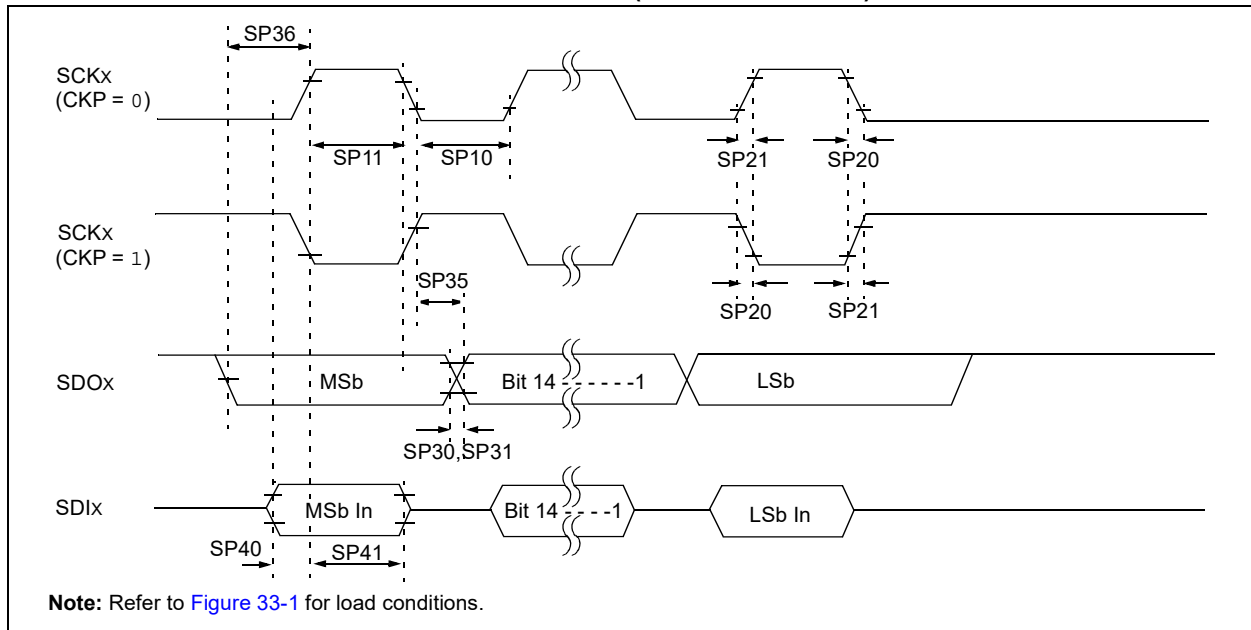 SP36
SCKx
(CKP = 0)
SP11
SP10
SP21
SP20
SCKx
(CKP = 1)
SP35
SP20
SP21
SDOx
MSb
Bit 14 - - - - - -1
LSb
SP30,SP31
SDIx
MSb In
Bit 14 - - - - -1
LSb In
SP40
SP41
Note: Refer to Figure 33-1 for load conditions.